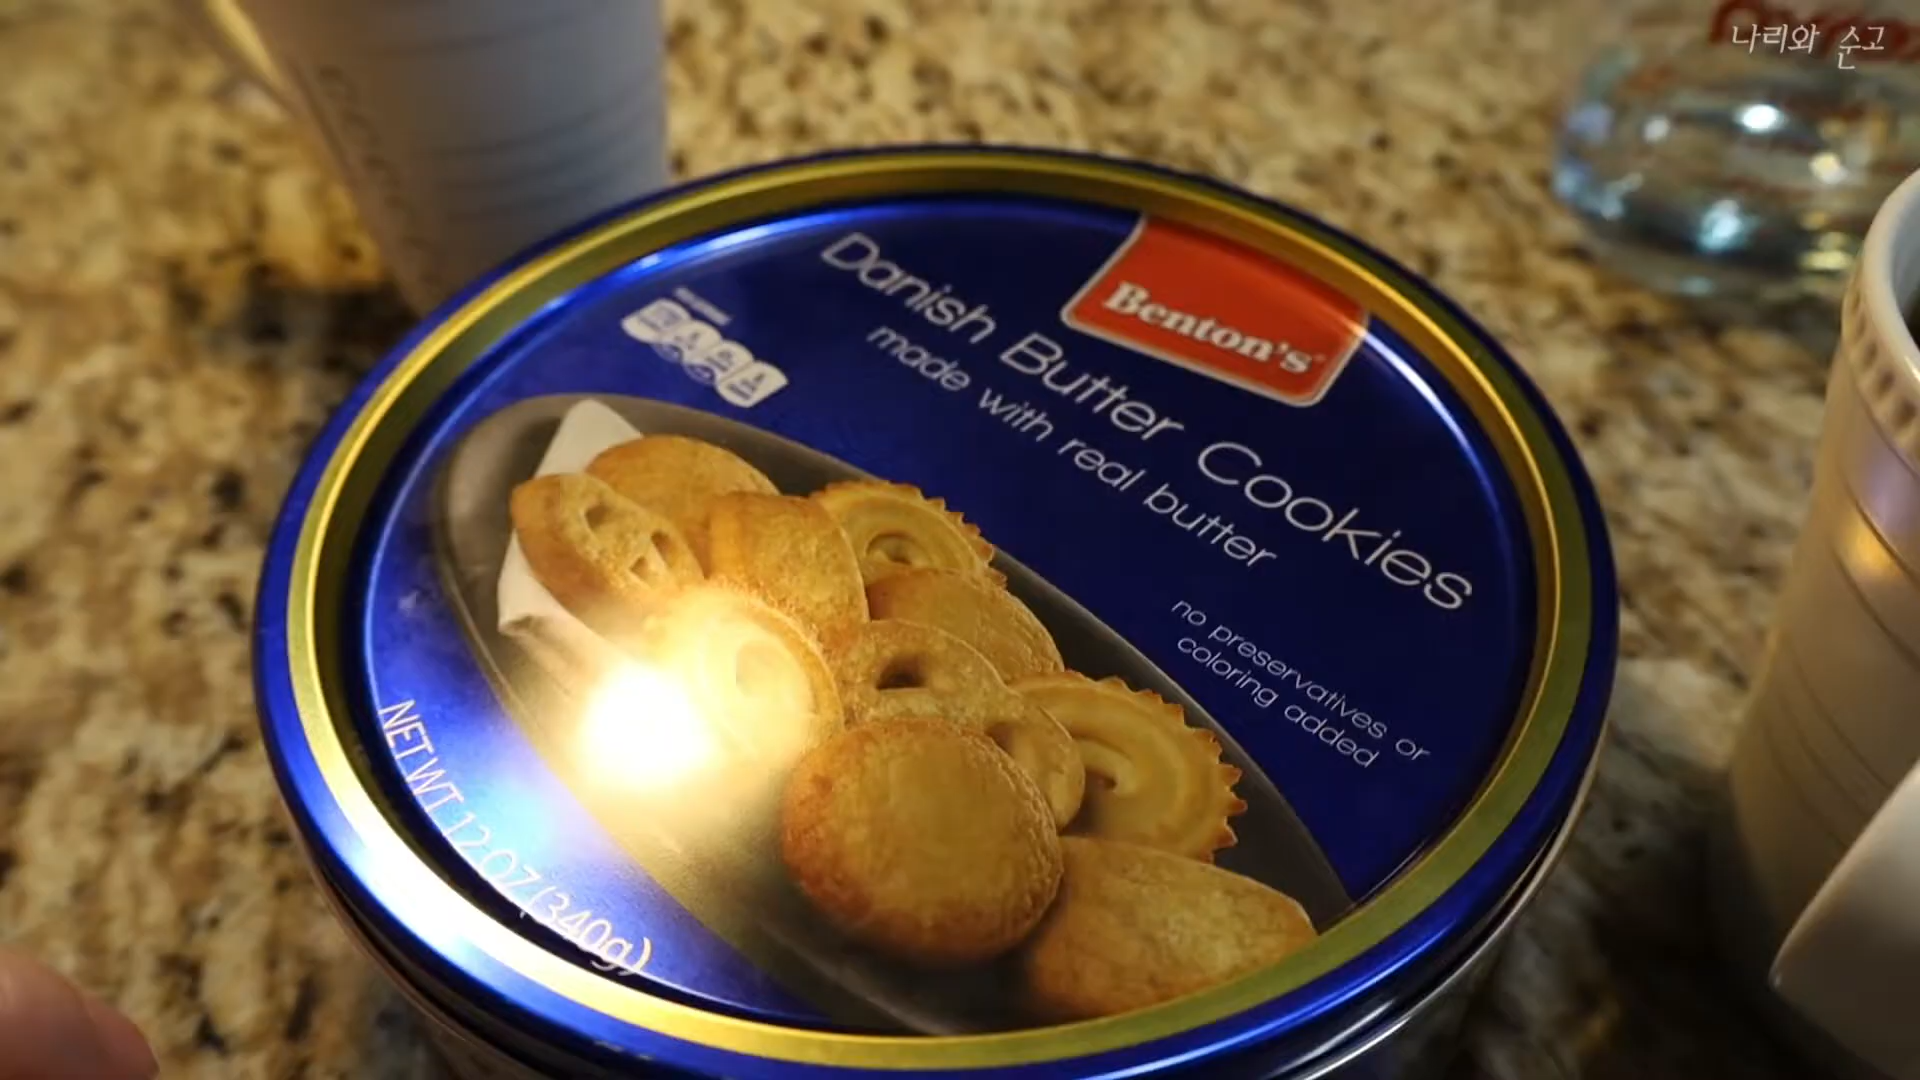 나리와 순고
Benton's
Danish Butter Cookies
made with real butter
no preservatives or
coloring added
NET WT 12 OZ (340g)